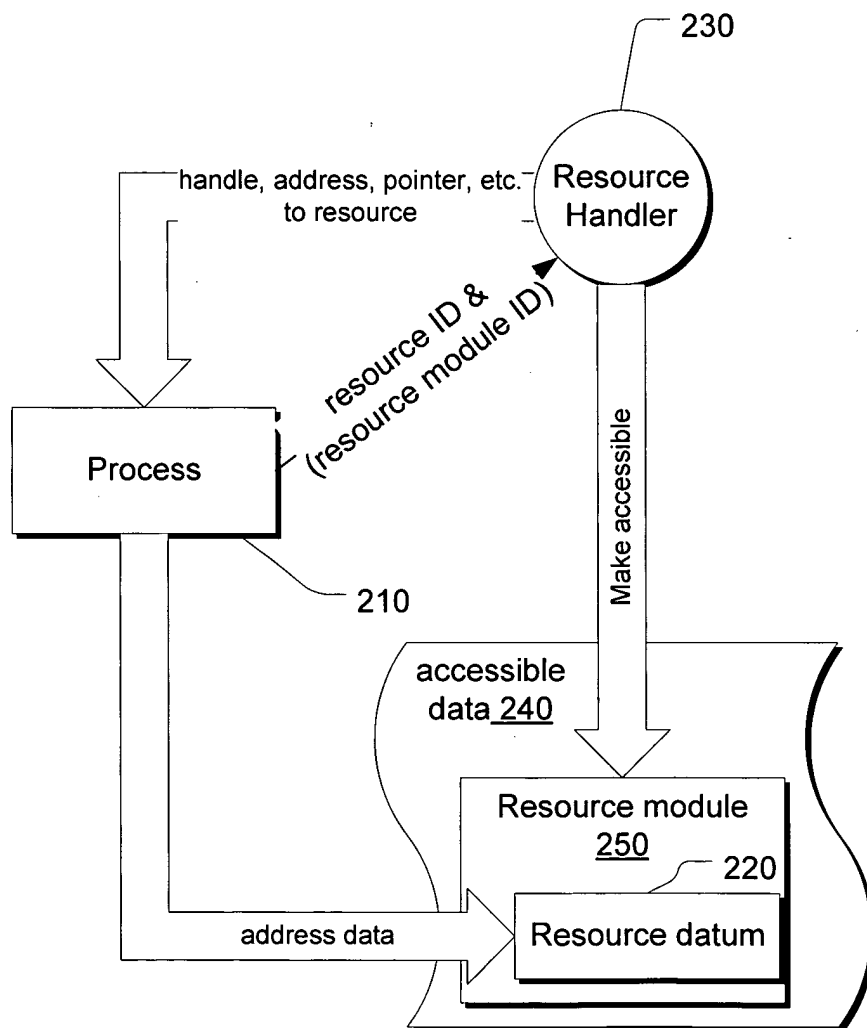 230
Resource
Handler
handle, address, pointer, etc.
to resource
resource ID &
(resource module ID)
Process
210
Make accessible
accessible
data 240
Resource module
250
220
Resource datum
address data